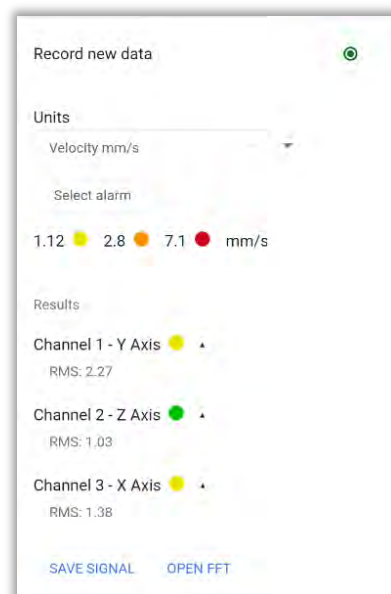 Record new data
Units
Velocity mm/s
Select alarm
1.12 2.8 7.1 mm/s
Results
Channel 1 - Y Axis
RMS: 2.27
Channel 2 - Z Axis
RMS: 1.03
Channel 3 - X Axis
RMS: 1.38
SAVE SIGNAL OPEN FFT